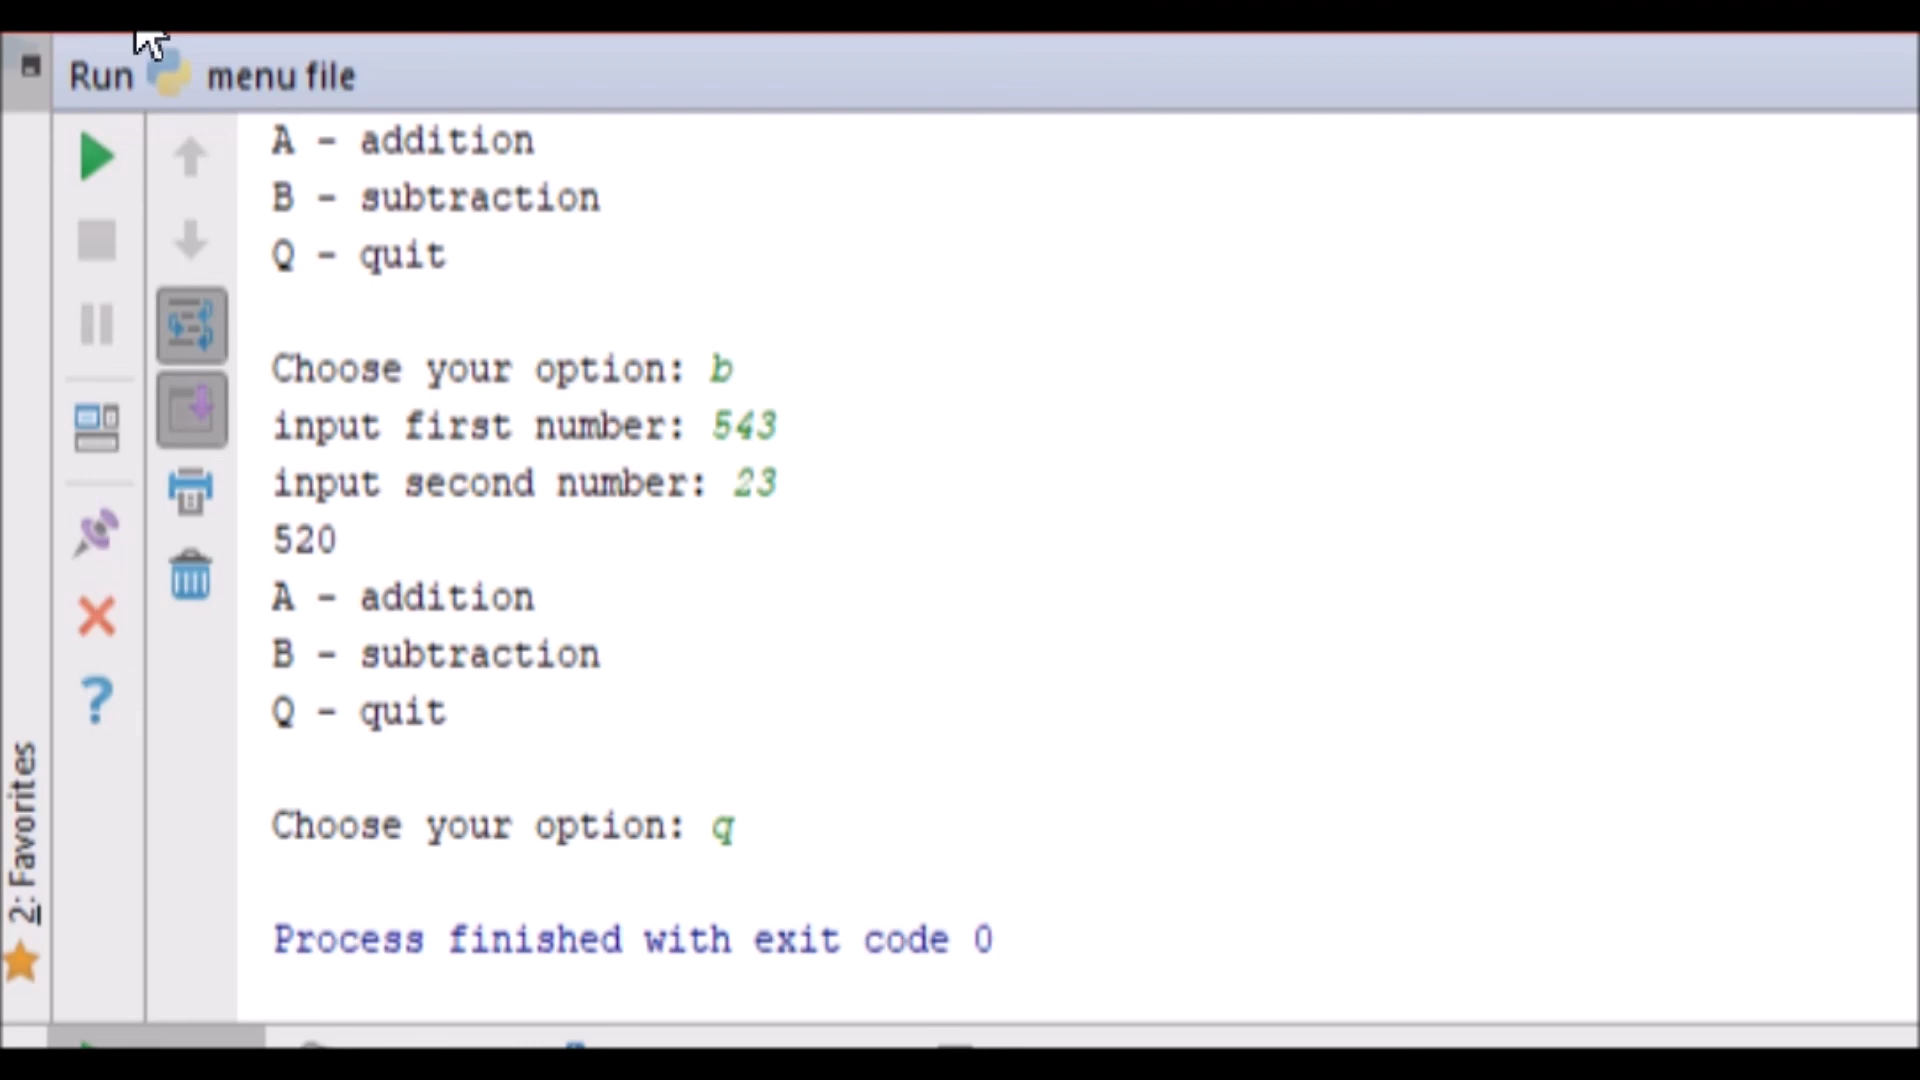 Run menu file
A - addition
B - subtraction
Q - quit
Choose your option: b
input first number: 543
input second number: 23
520
A - addition
B - subtraction
Q - quit
Choose your option: q
Process finished with exit code 0
2: Favorites